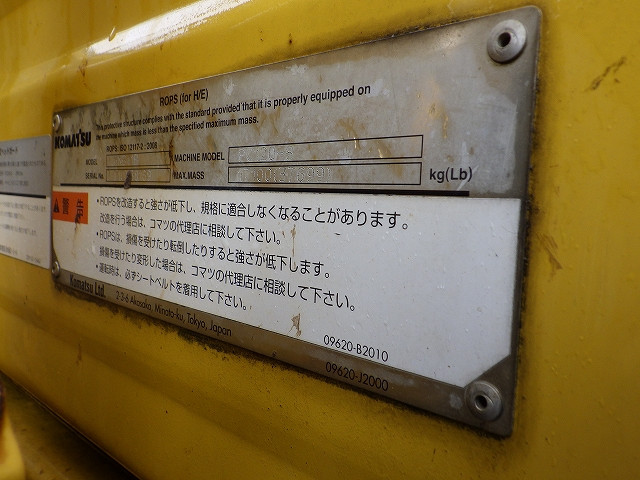 ROPS (for H/E)
This protective structure complies with the standard provided that it is properly equipped on
the machine which mass is less than the specified maximum mass.
KOMATSU
ROPS: ISO 12117-2 : 2008
MODEL
MACHINE MODEL
SERIAL No.
MAX.MASS
kg(Lb)
警告
• ROPSを改造すると強さが低下し、規格に適合しなくなることがあります。
改造を行う場合は、コマツの代理店に相談して下さい。
• ROPSは、損傷を受けたり転倒したりすると強さが低下します。
損傷を受けたり変形した場合は、コマツの代理店に相談して下さい。
• 運転時は、必ずシートベルトを着用して下さい。
09620-B2010
Komatsu Ltd.
3-3-6 Akasaka, Minato-ku, Tokyo, Japan
09620-J2000